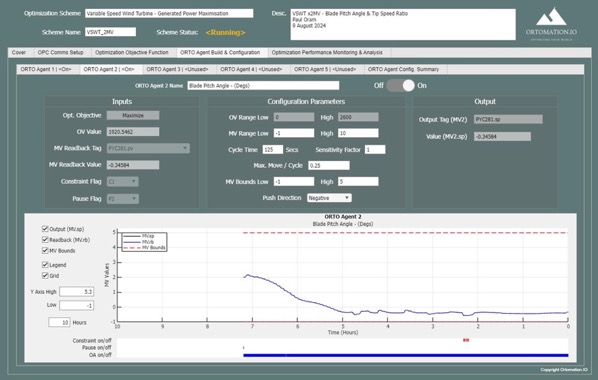 Optimization Scheme
Variable Speed Wind Turbine - Generated Power Maximisation
Desc.
VSWT x2MV - Blade Pitch Angle & Tip Speed Ratio
Paul Oram
8 August 2024
Scheme Name
VSWT_2MV
Scheme Status:
<Running>
ORTOMATION.IO
Cover
OPC Comms Setup
Optimization Objective Function
ORTO Agent Build & Configuration
Optimization Performance Monitoring & Analysis
ORTO Agent 1 | <On>
ORTO Agent 2 | <On>
ORTO Agent 3 | <Unused>
ORTO Agent 4 | <Unused>
ORTO Agent 5 | <Unused>
ORTO Agent Config. Summary
ORTO Agent 2 Name
Blade Pitch Angle - (Degs)
Off
On
Inputs
Opt. Objective
Maximize
OV Value
1020.5462
MV Readback Tag
PYC281.pv
MV Readback Value
-0.34584
Constraint Flag
C1
Pause Flag
P2
Configuration Parameters
OV Range Low
0
High
2600
MV Range Low
-1
High
10
Cycle Time
125
Secs
Sensitivity Factor
1
Max. Move / Cycle
0.25
MV Bounds Low
-1
High
5
Push Direction
Negative
Output
Output Tag (MV2)
PYC281.sp
Value (MV2.sp)
-0.34584
Output (MV.sp)
Readback (MV.rb)
MV Bounds
Legend
Grid
Y Axis High
5.3
Low
-1
10
Hours
ORTO Agent 2
Blade Pitch Angle - (Degs)
MV.sp
MV.rb
MV Bounds
MV Values
5
4
3
2
1
0
-1
10
9
8
7
6
5
4
3
2
1
0
Time (Hours)
Constraint on/off
Pause on/off
OA on/off
Copyright Ortomation.IO